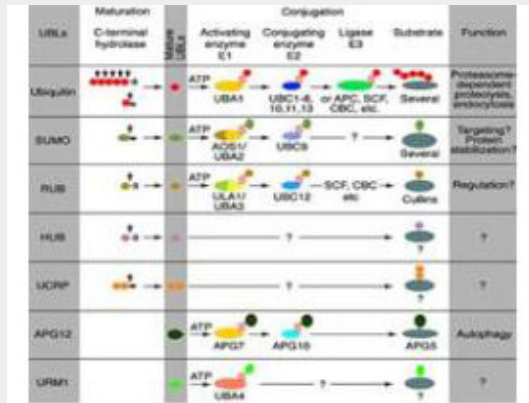 Maturation
Conjugation
UBLs
C-terminal
hydrolase
Mature
UBLs
Activating
enzyme
E1
Conjugating
enzyme
E2
Ligase
E3
Substrate
Function
Ubiquitin
ATP
UBA1
UBC1-8,
10,11,13
or APC, SCF,
CBC, etc.
Several
Proteasome-
dependent
proteolysis,
endocytosis
SUMO
ATP
AOS1/
UBA2
UBC9
?
Several
Targeting?
Protein
stabilization?
RUB
ATP
ULA1/
UBA3
UBC12
SCF, CBC
etc
Cullins
Regulation?
HUB
?
?
?
UCRP
?
?
?
APG12
ATP
APG7
APG10
APG5
Autophagy
URM1
ATP
UBA4
?
?
?